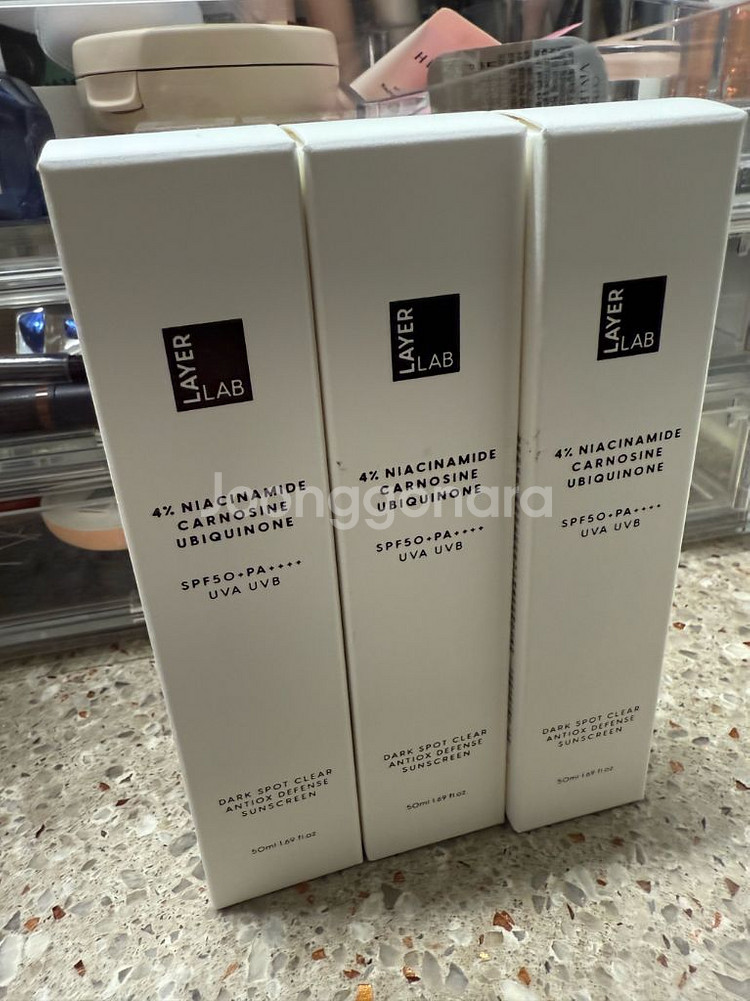 LAYER
LAB
4% NIACINAMIDE
CARNOSINE
UBIQUINONE
SPF50+PA++++
UVA UVB
DARK SPOT CLEAR
ANTIOX DEFENSE
SUNSCREEN
50ml 1.69 fl.oz
LAYER
LAB
4% NIACINAMIDE
CARNOSINE
UBIQUINONE
SPF50+PA++++
UVA UVB
DARK SPOT CLEAR
ANTIOX DEFENSE
SUNSCREEN
50ml 1.69 fl.oz
LAYER
LAB
4% NIACINAMIDE
CARNOSINE
UBIQUINONE
SPF50+PA++++
UVA UVB
DARK SPOT CLEAR
ANTIOX DEFENSE
SUNSCREEN
50ml 1.69 fl.oz
Joonggonara